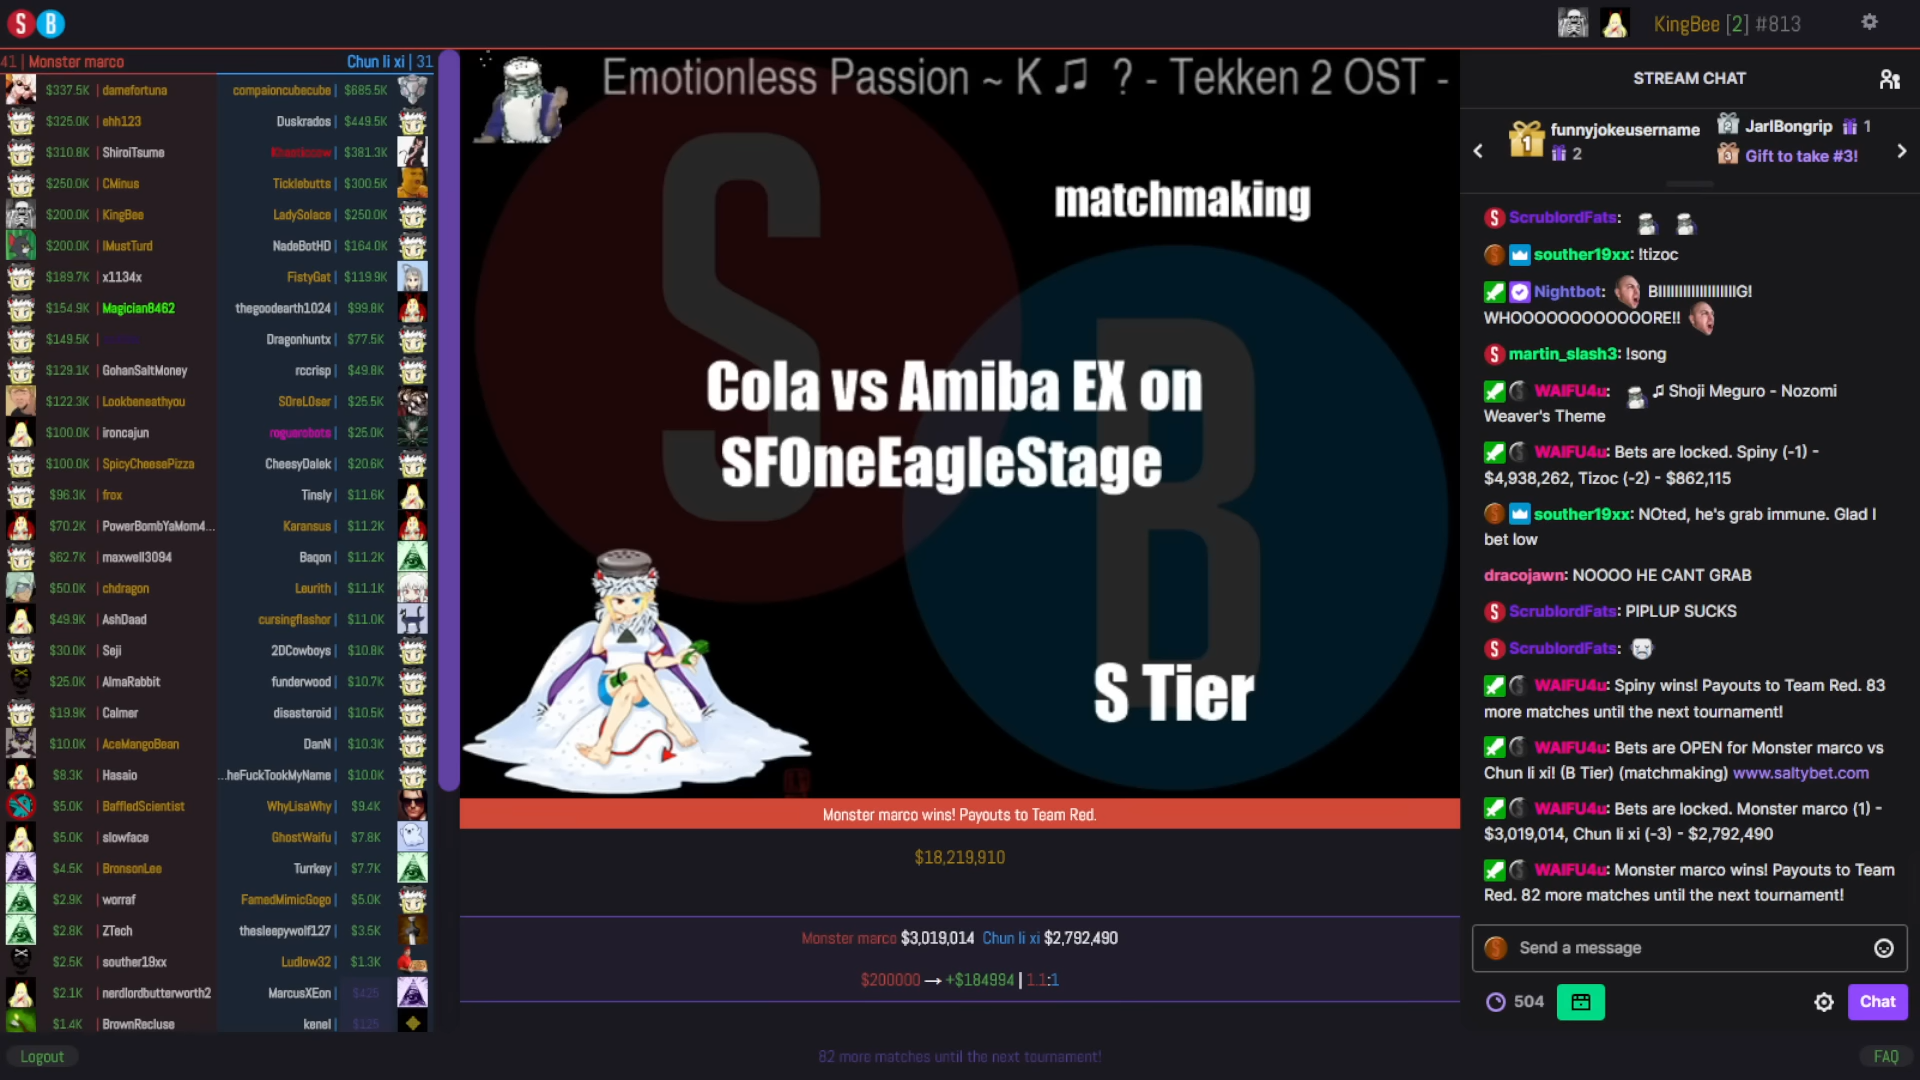 S B
KingBee [2] #813
41 | Monster marco
Chun li xi | 31
$337.5K | damefortuna
compaioncubecube | $685.5K
$325.0K | ehh123
Duskrados | $449.5K
$310.8K | ShiroiTsume
Khasticcow | $381.3K
$250.0K | CMinus
Ticklebutts | $300.5K
$200.0K | KingBee
LadySolace | $250.0K
$200.0K | IMustTurd
NadeBotHD | $164.0K
$189.7K | x1134x
FistyGat | $119.9K
$154.9K | Magician8462
thegoodearth1024 | $99.8K
$149.5K |
Dragonhuntx | $77.5K
$129.1K | GohanSaltMoney
rccrisp | $49.8K
$122.3K | Lookbeneathyou
S0reL0ser | $25.5K
$100.0K | ironcajun
roguerobots | $25.0K
$100.0K | SpicyCheesePizza
CheesyDalek | $20.6K
$96.3K | frox
Tinsly | $11.6K
$70.2K | PowerBombYaMom4...
Karansus | $11.2K
$62.7K | maxwell3094
Baqon | $11.2K
$50.0K | chdragon
Leurith | $11.1K
$49.9K | AshDaad
cursingflashor | $11.0K
$30.0K | Seji
2DCowboys | $10.8K
$25.0K | AlmaRabbit
funderwood | $10.7K
$19.9K | Calmer
disasteroid | $10.5K
$10.0K | AceMangoBean
DanN | $10.3K
$8.3K | Hasaio
...heFuckTookMyName | $10.0K
$5.0K | BaffledScientist
WhyLisaWhy | $9.4K
$5.0K | slowface
GhostWaifu | $7.8K
$4.5K | BronsonLee
Turrkey | $7.7K
$2.9K | worraf
FamedMimicGogo | $5.0K
$2.8K | ZTech
thesleepywolf127 | $3.5K
$2.5K | souther19xx
Ludlow32 | $1.3K
$2.1K | nerdlordbutterworth2
MarcusXEon | $425
$1.4K | BrownRecluse
kenel | $125
Logout
Emotionless Passion ~ K ♫ ? - Tekken 2 OST -
S
B
matchmaking
Cola vs Amiba EX on
SFOneEagleStage
S Tier
Monster marco wins! Payouts to Team Red.
$18,219,910
Monster marco $3,019,014 Chun li xi $2,792,490
$200000 → +$184994 | 1.1:1
82 more matches until the next tournament!
STREAM CHAT
1 funnyjokeusername
2
2 JarlBongrip 1
3 Gift to take #3!
ScrublordFats:
souther19xx: !tizoc
Nightbot: BIIIIIIIIIIIIIIIIIIG!
WHOOOOOOOOOOOORE!!
martin_slash3: !song
WAIFU4u: ♫ Shoji Meguro - Nozomi
Weaver's Theme
WAIFU4u: Bets are locked. Spiny (-1) -
$4,938,262, Tizoc (-2) - $862,115
souther19xx: NOted, he's grab immune. Glad I
bet low
dracojawn: NOOOO HE CANT GRAB
ScrublordFats: PIPLUP SUCKS
ScrublordFats:
WAIFU4u: Spiny wins! Payouts to Team Red. 83
more matches until the next tournament!
WAIFU4u: Bets are OPEN for Monster marco vs
Chun li xi! (B Tier) (matchmaking) www.saltybet.com
WAIFU4u: Bets are locked. Monster marco (1) -
$3,019,014, Chun li xi (-3) - $2,792,490
WAIFU4u: Monster marco wins! Payouts to Team
Red. 82 more matches until the next tournament!
Send a message
504
Chat
FAQ